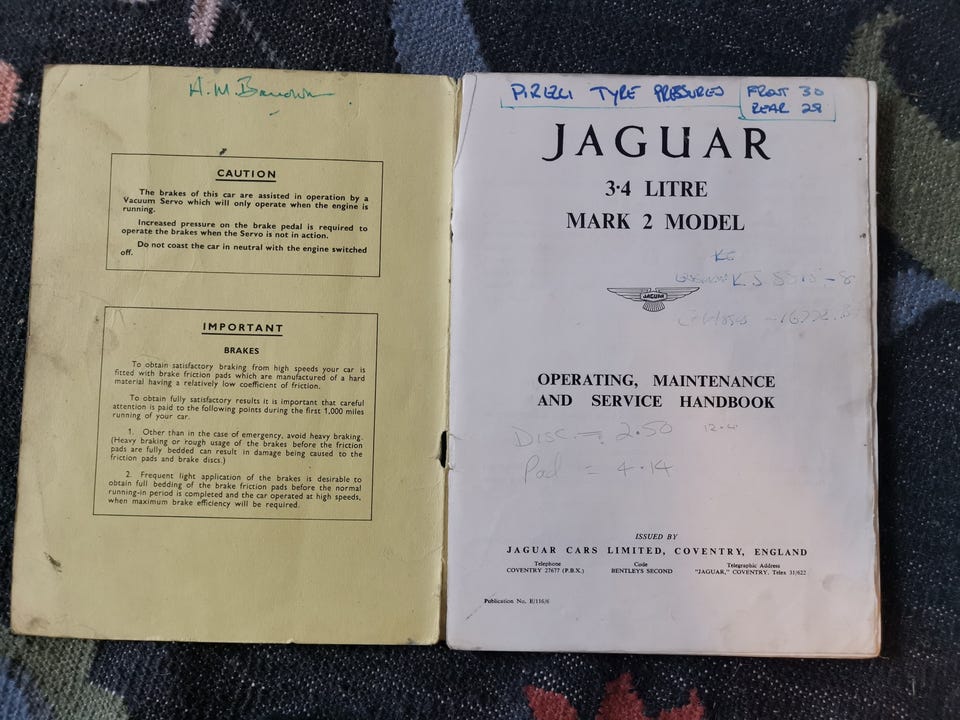 CAUTION
The brakes of this car are assisted in operation by a
Vacuum Servo which will only operate when the engine is
running.
Increased pressure on the brake pedal is required to
operate the brakes when the Servo is not in action.
Do not coast the car in neutral with the engine switched
off.
IMPORTANT
BRAKES
To obtain satisfactory braking from high speeds your car is
fitted with brake friction pads which are manufactured of a hard
material having a relatively low coefficient of friction.
To obtain fully satisfactory results it is important that careful
attention is paid to the following points during the first 1,000 miles
running of your car.
1. Other than in the case of emergency, avoid heavy braking.
(Heavy braking or rough usage of the brakes before the friction
pads are fully bedded can result in damage being caused to the
friction pads and brake discs.)
2. Frequent light application of the brakes is desirable to
obtain full bedding of the brake friction pads before the normal
running-in period is completed and the car operated at high speeds,
when maximum brake efficiency will be required.
PIRELLI TYRE PRESSURES FRONT 30
REAR 28
JAGUAR
3·4 LITRE
MARK 2 MODEL
JAGUAR
OPERATING, MAINTENANCE
AND SERVICE HANDBOOK
Disc = 2.50
Pad = 4.14
ISSUED BY
JAGUAR CARS LIMITED, COVENTRY, ENGLAND
Telephone Code Telegraphic Address
COVENTRY 27677 (P.B.X.) BENTLEYS SECOND "JAGUAR," COVENTRY. Telex 31/622
Publication No. E/116/6